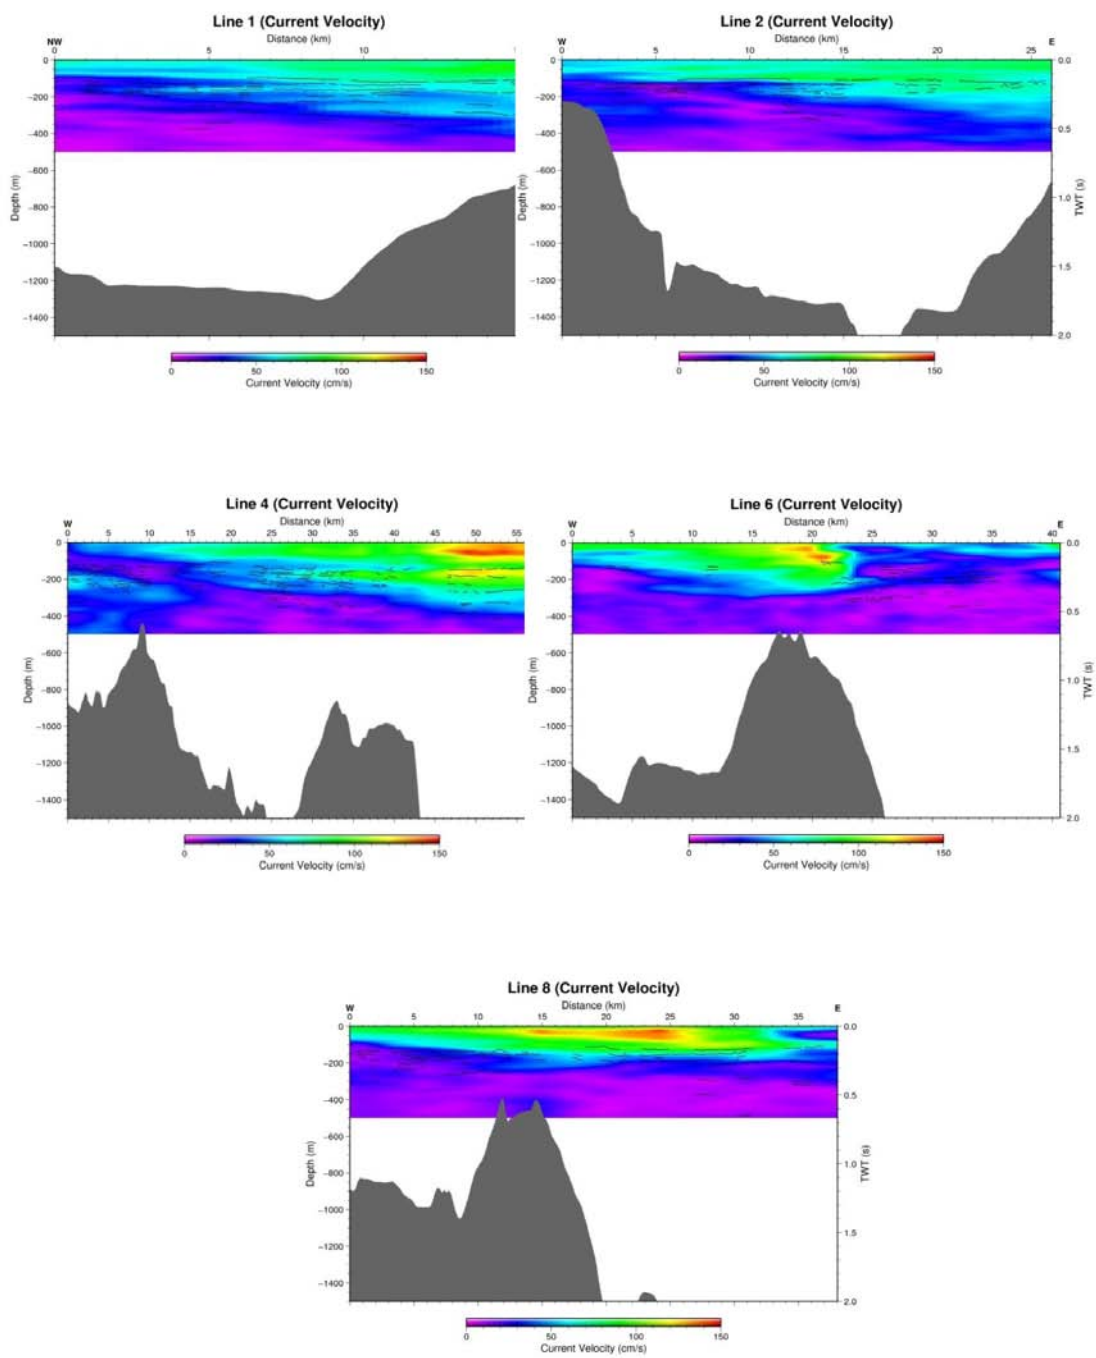 Line 1 (Current Velocity)
Distance (km)
NW
0 5 10
0
−200
−400
−600
−800
−1000
−1200
−1400
Depth (m)
0 50 100 150
Current Velocity (cm/s)
Line 2 (Current Velocity)
Distance (km)
W E
0 5 10 15 20 25
0
−200
−400
−600
−800
−1000
−1200
−1400
Depth (m)
0.0
0.5
1.0
1.5
2.0
TWT (s)
0 50 100 150
Current Velocity (cm/s)
Line 4 (Current Velocity)
Distance (km)
W
0 5 10 15 20 25 30 35 40 45 50 55
0
−200
−400
−600
−800
−1000
−1200
−1400
Depth (m)
0 50 100 150
Current Velocity (cm/s)
Line 6 (Current Velocity)
Distance (km)
W E
0 5 10 15 20 25 30 35 40
0
−200
−400
−600
−800
−1000
−1200
−1400
Depth (m)
0.0
0.5
1.0
1.5
2.0
TWT (s)
0 50 100 150
Current Velocity (cm/s)
Line 8 (Current Velocity)
Distance (km)
W E
0 5 10 15 20 25 30 35
0
−200
−400
−600
−800
−1000
−1200
−1400
Depth (m)
0.0
0.5
1.0
1.5
2.0
TWT (s)
0 50 100 150
Current Velocity (cm/s)